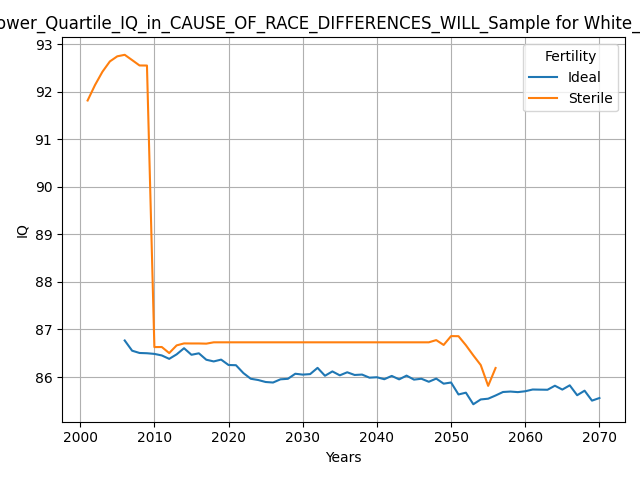 ower_Quartile_IQ_in_CAUSE_OF_RACE_DIFFERENCES_WILL_Sample for White_
93
92
91
90
89
88
87
86
IQ
Fertility
Ideal
Sterile
2000 2010 2020 2030 2040 2050 2060 2070
Years